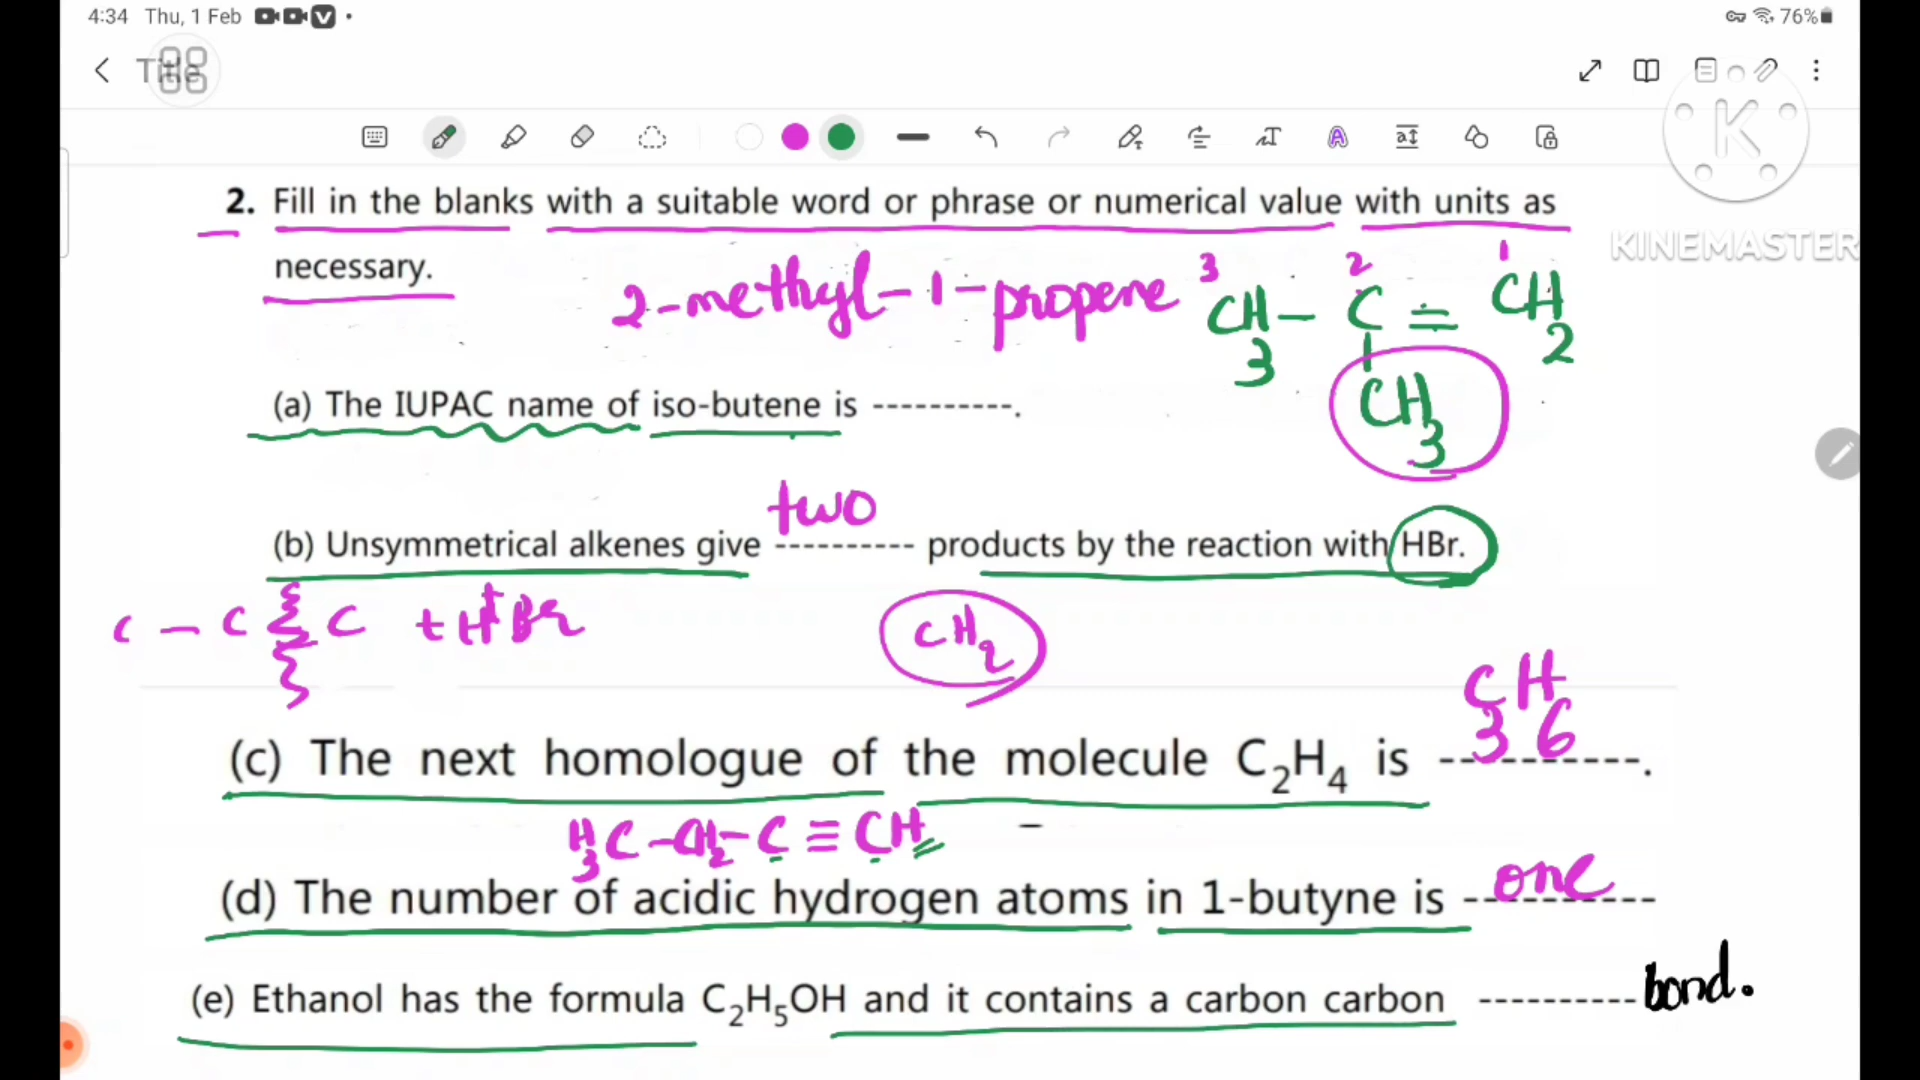 4:34 Thu, 1 Feb
76%
Title
KINEMASTER
2. Fill in the blanks with a suitable word or phrase or numerical value with units as
necessary.
2-methyl-1-propene
3 2 1
CH3 – C = CH2
CH3
(a) The IUPAC name of iso-butene is ----------.
two
(b) Unsymmetrical alkenes give ---------- products by the reaction with HBr.
C – C C + H+ Br
CH2
C3H6
(c) The next homologue of the molecule C2H4 is ----------.
H3C – CH2 – C ≡ CH
one
(d) The number of acidic hydrogen atoms in 1-butyne is ----------
(e) Ethanol has the formula C2H5OH and it contains a carbon carbon ---------- bond.